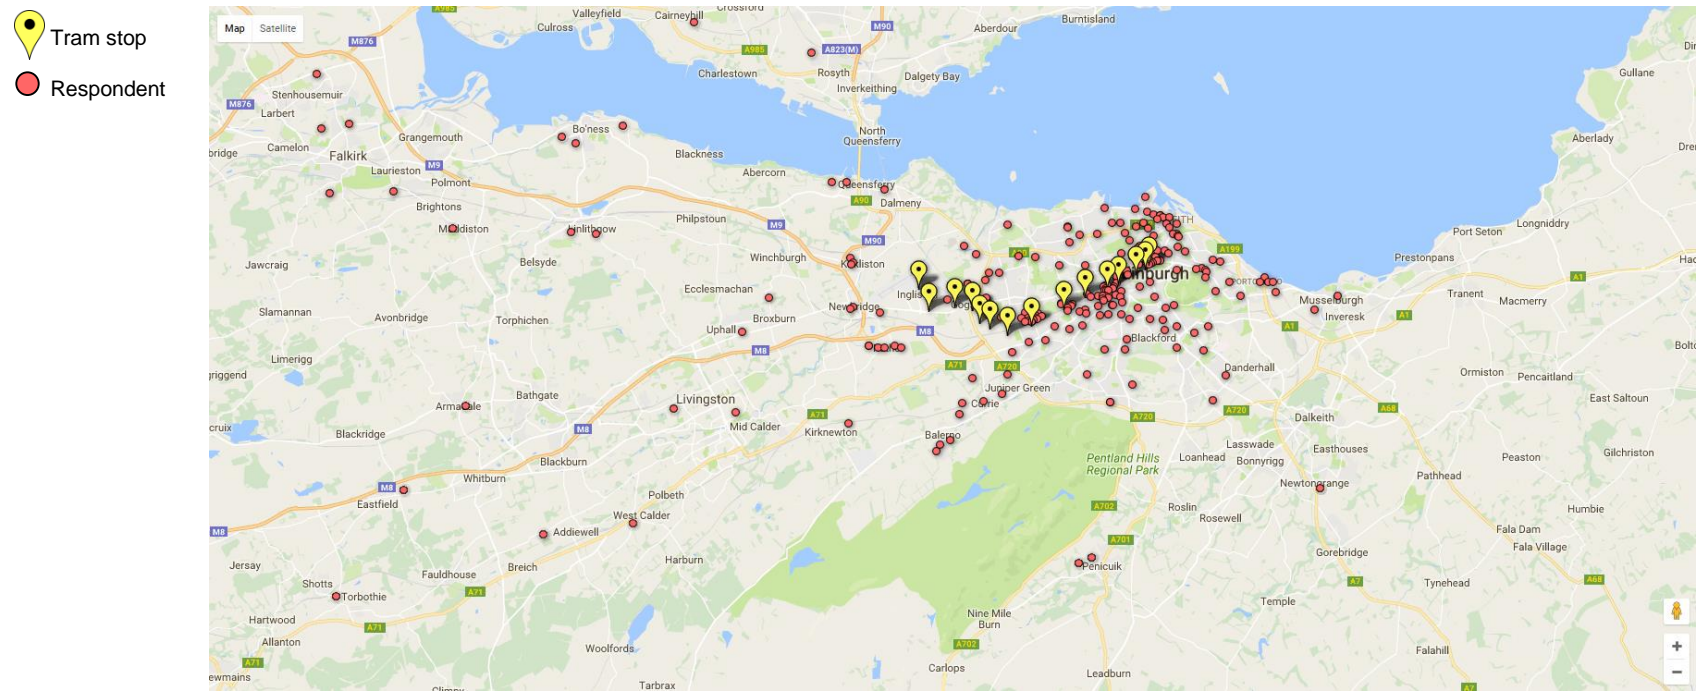 Tram stop
Respondent
Map
Satellite
A985
Valleyfield
Cairneyhill
Crossford
Culross
M90
Burntisland
Aberdour
M876
A985
A823(M)
Charlestown
Rosyth
Dalgety Bay
Inverkeithing
Gullane
Stenhousemuir
M876
Larbert
Bo'ness
North
Queensferry
Aberlady
Grangemouth
Camelon
Falkirk
Blackness
M9
Laurieston
Polmont
Abercorn
Queensferry
A90
Dalmeny
Brightons
Philpstoun
M9
Longniddry
Port Seton
Linlithgow
M90
A199
Winchburgh
Kirkliston
Prestonpans
Jawcraig
Belsyde
A1
Slamannan
Ecclesmachan
Musselburgh
Tranent
Macmerry
Avonbridge
Torphichen
Broxburn
Newbridge
Inveresk
A1
Uphall
M8
A1
Blackford
Limerigg
M8
A71
A720
Danderhall
Ormiston
Pencaitland
Juniper Green
Bathgate
Livingston
Currie
East Saltoun
Armadale
A71
A720
A720
A68
Dalkeith
Blackridge
M8
Mid Calder
Kirknewton
Balerno
Lasswade
Easthouses
Gilchriston
Blackburn
Pentland Hills
Regional Park
Loanhead
Bonnyrigg
Peaston
Whitburn
Pathhead
Newtongrange
M8
Eastfield
Polbeth
A702
Roslin
Humbie
West Calder
Rosewell
M8
Addiewell
Fala Dam
A701
Fala Village
Harburn
Gorebridge
Jersay
Breich
Penicuik
Fauldhouse
Shotts
A7
Tynehead
A68
Torbothie
A71
Temple
Nine Mile
Burn
Hartwood
A71
Allanton
A702
Woolfords
Falahill
A71
Carlops
Leadburn
Tarbrax
A7